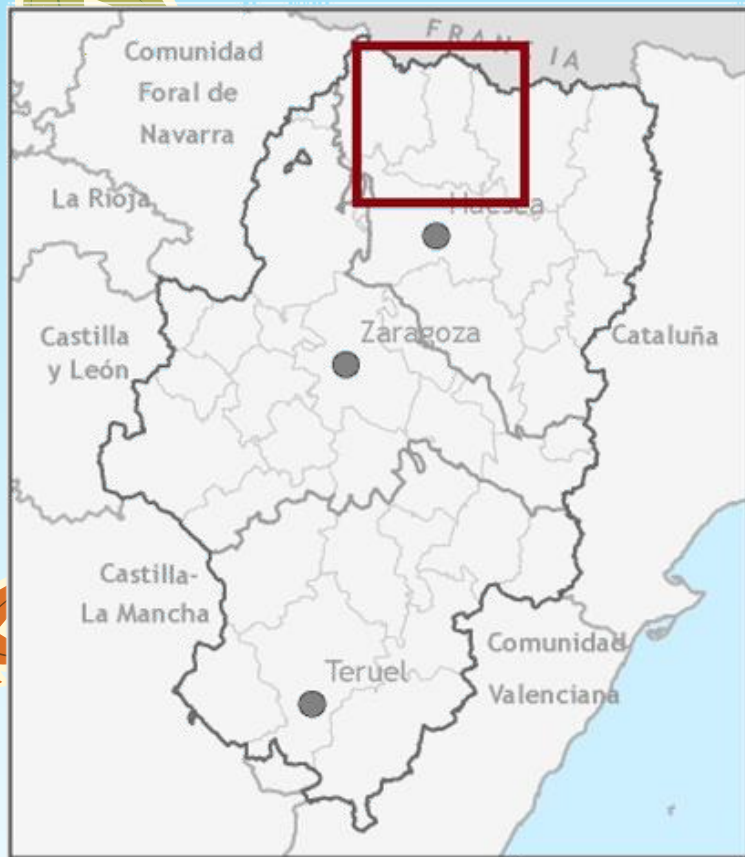 FRANCIA
Comunidad
Foral de
Navarra
La Rioja
Huesca
Castilla
y León
Zaragoza
Cataluña
Castilla-
La Mancha
Comunidad
Valenciana
Teruel